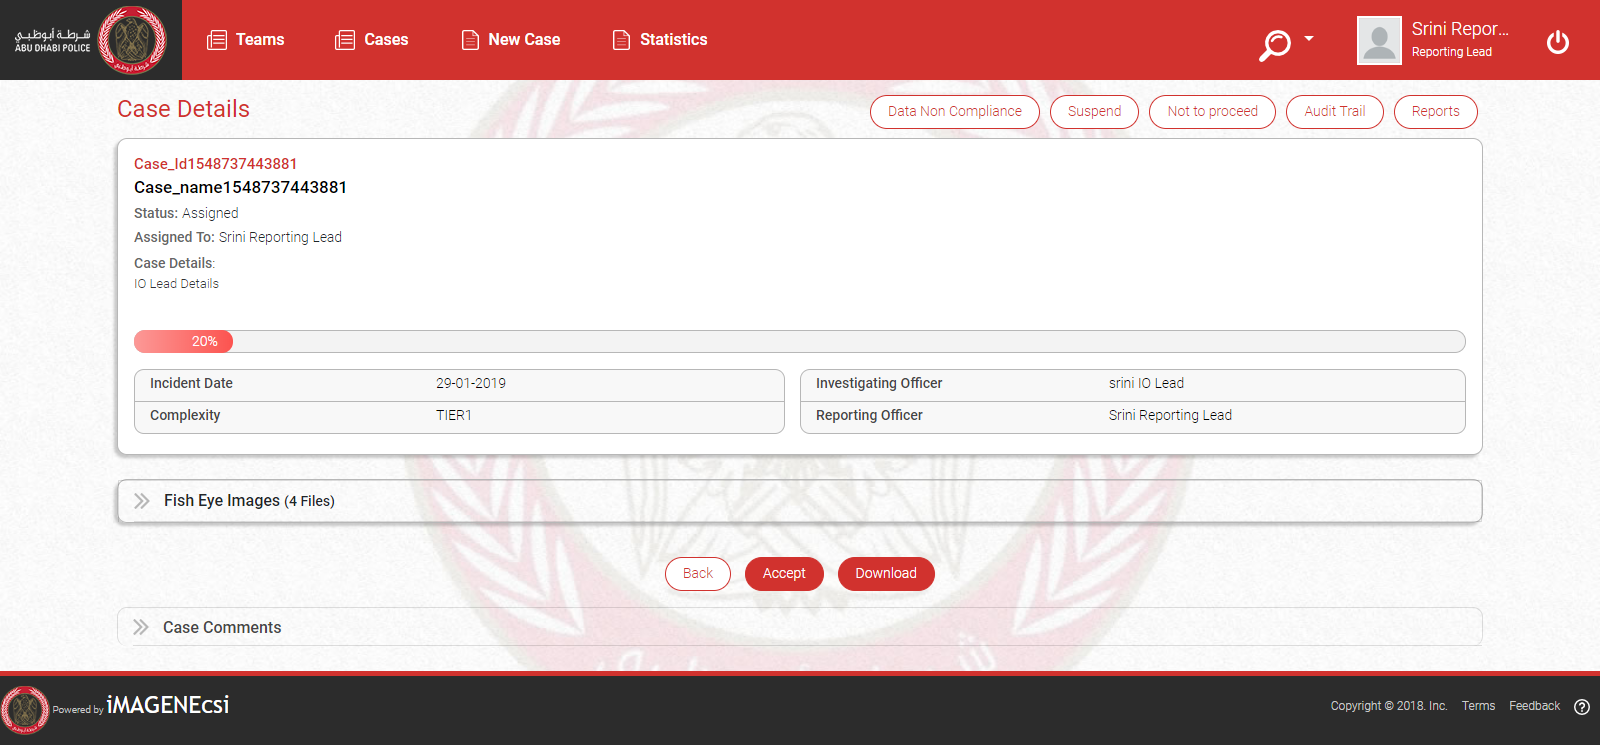 شرطة أبوظبي
ABU DHABI POLICE
Teams
Cases
New Case
Statistics
Srini Repor...
Reporting Lead
Case Details
Data Non Compliance
Suspend
Not to proceed
Audit Trail
Reports
Case_Id1548737443881
Case_name1548737443881
Status: Assigned
Assigned To: Srini Reporting Lead
Case Details:
IO Lead Details
20%
Incident Date 29-01-2019
Complexity TIER1
Investigating Officer srini IO Lead
Reporting Officer Srini Reporting Lead
Fish Eye Images (4 Files)
Back
Accept
Download
Case Comments
Powered by iMAGENEcsi
Copyright © 2018. Inc.
Terms
Feedback